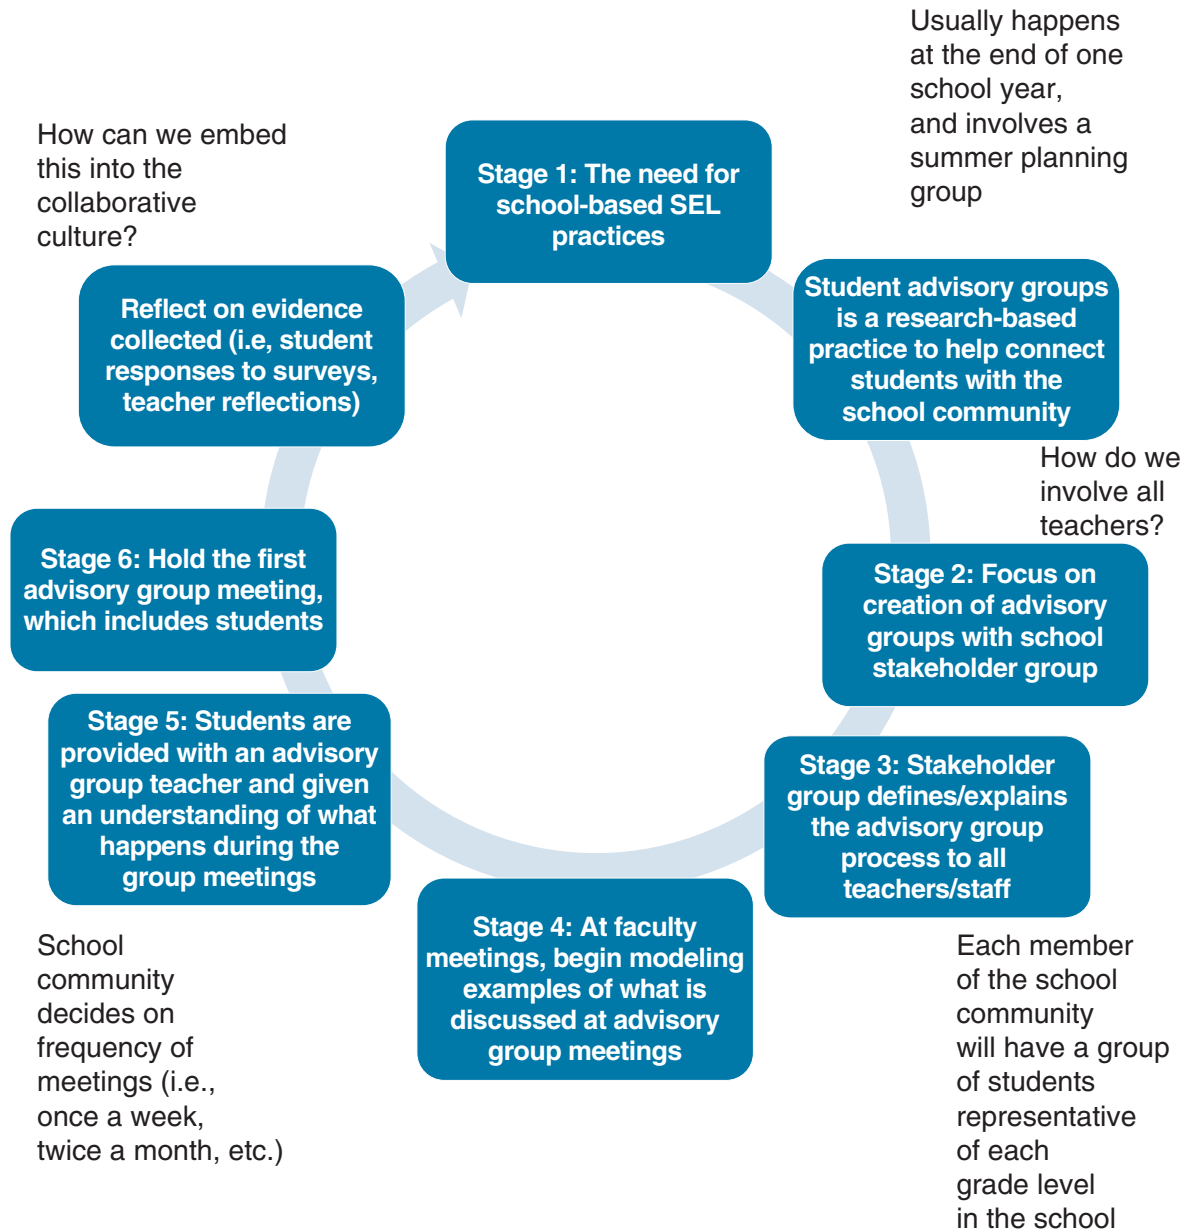 Usually happens
at the end of one
school year,
and involves a
summer planning
group
How can we embed
this into the
collaborative
culture?
Stage 1: The need for
school-based SEL
practices
Student advisory groups
is a research-based
practice to help connect
students with the
school community
How do we
involve all
teachers?
Stage 2: Focus on
creation of advisory
groups with school
stakeholder group
Stage 3: Stakeholder
group defines/explains
the advisory group
process to all
teachers/staff
Each member
of the school
community
will have a group
of students
representative
of each
grade level
in the school
Stage 4: At faculty
meetings, begin modeling
examples of what is
discussed at advisory
group meetings
Stage 5: Students are
provided with an advisory
group teacher and given
an understanding of what
happens during the
group meetings
School
community
decides on
frequency of
meetings (i.e.,
once a week,
twice a month, etc.)
Stage 6: Hold the first
advisory group meeting,
which includes students
Reflect on evidence
collected (i.e, student
responses to surveys,
teacher reflections)